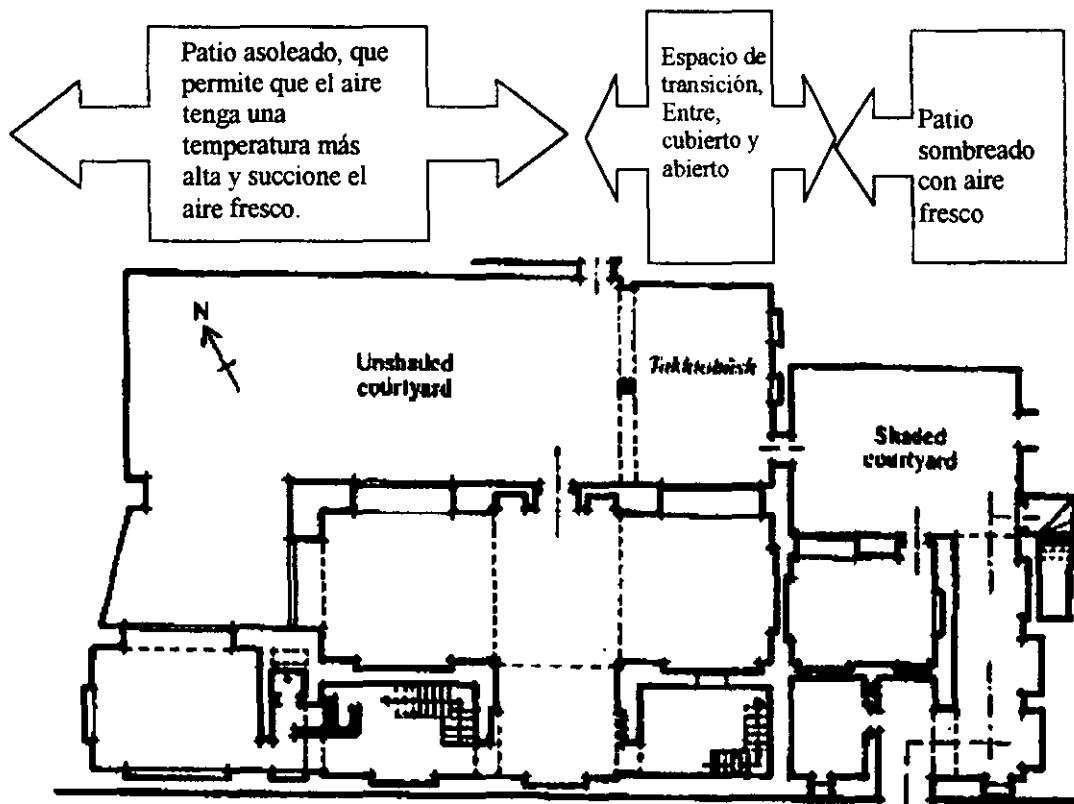 Patio asoleado, que
permite que el aire
tenga una
temperatura más
alta y succione el
aire fresco.
Espacio de
transición,
Entre,
cubierto y
abierto
Patio
sombreado
con aire
fresco
N
Unshaded
courtyard
Shaded
courtyard